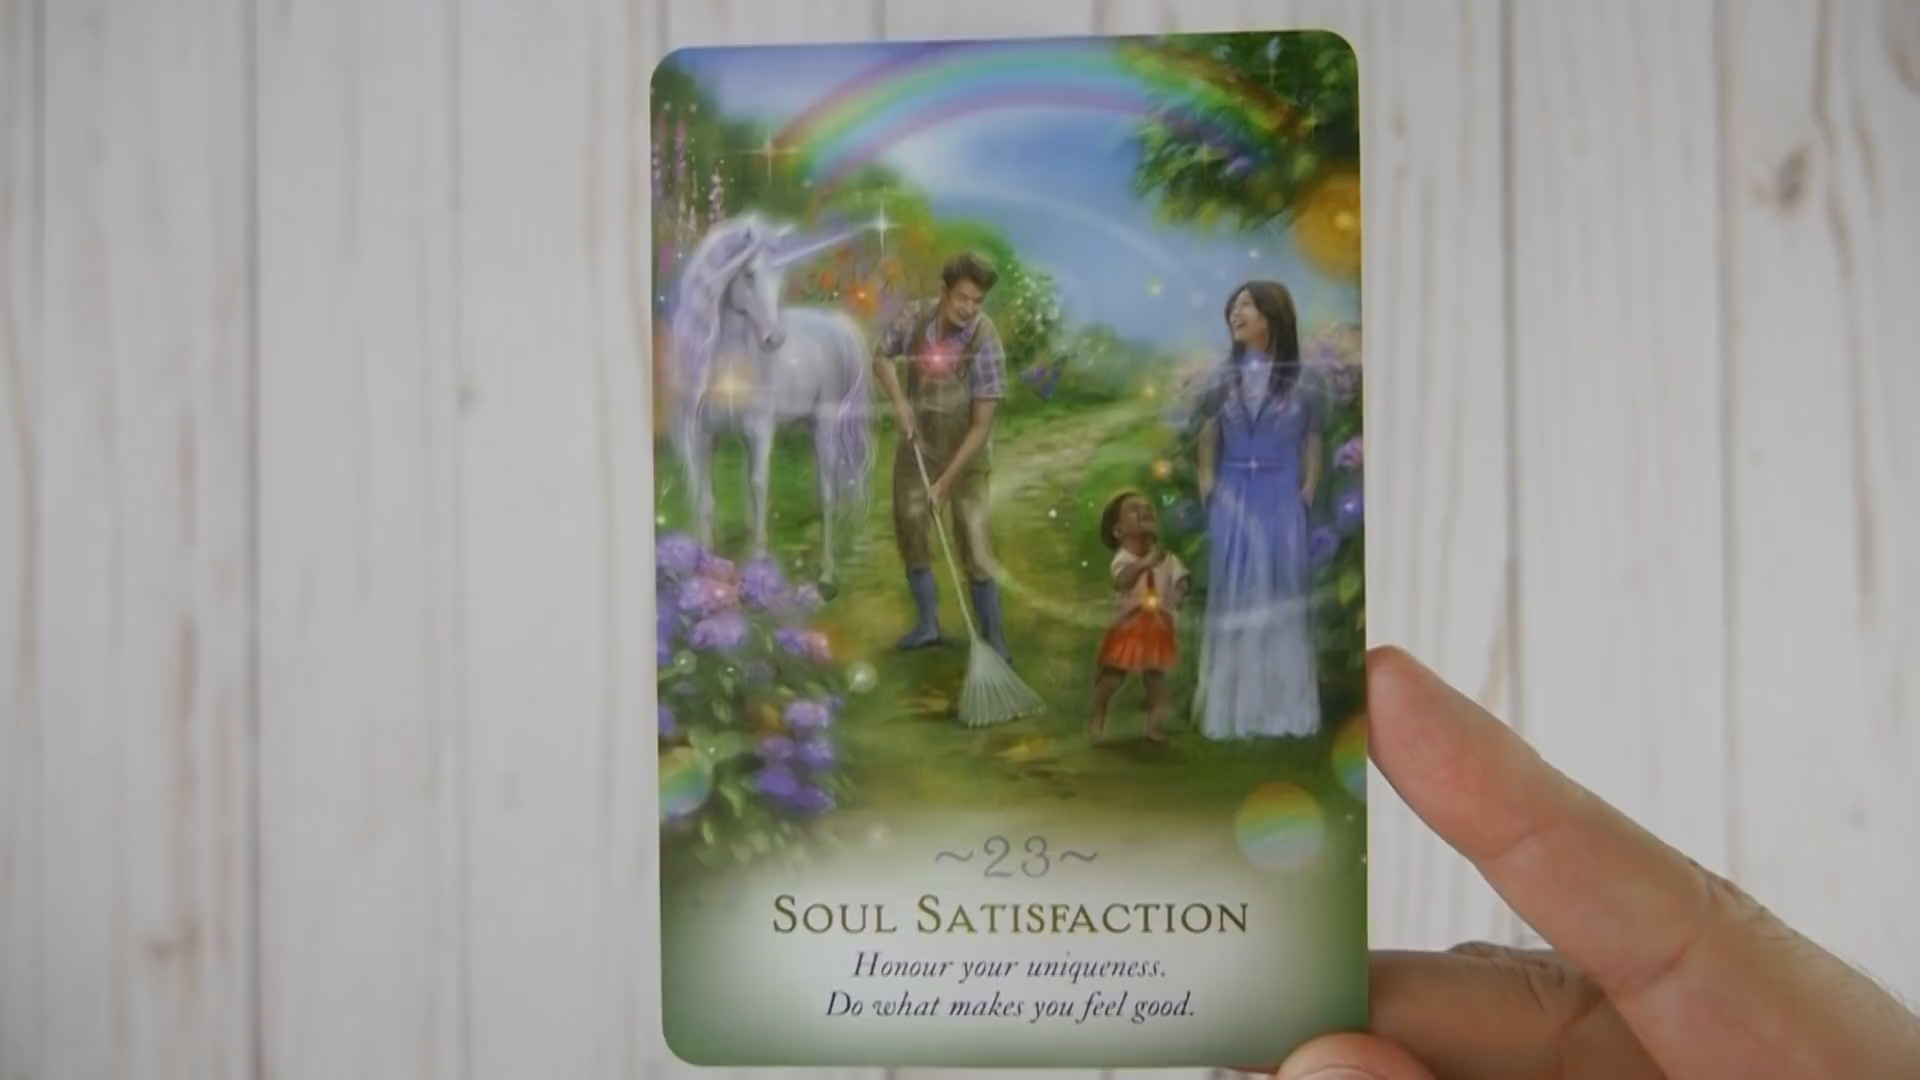 ~23~
SOUL SATISFACTION
Honour your uniqueness.
Do what makes you feel good.